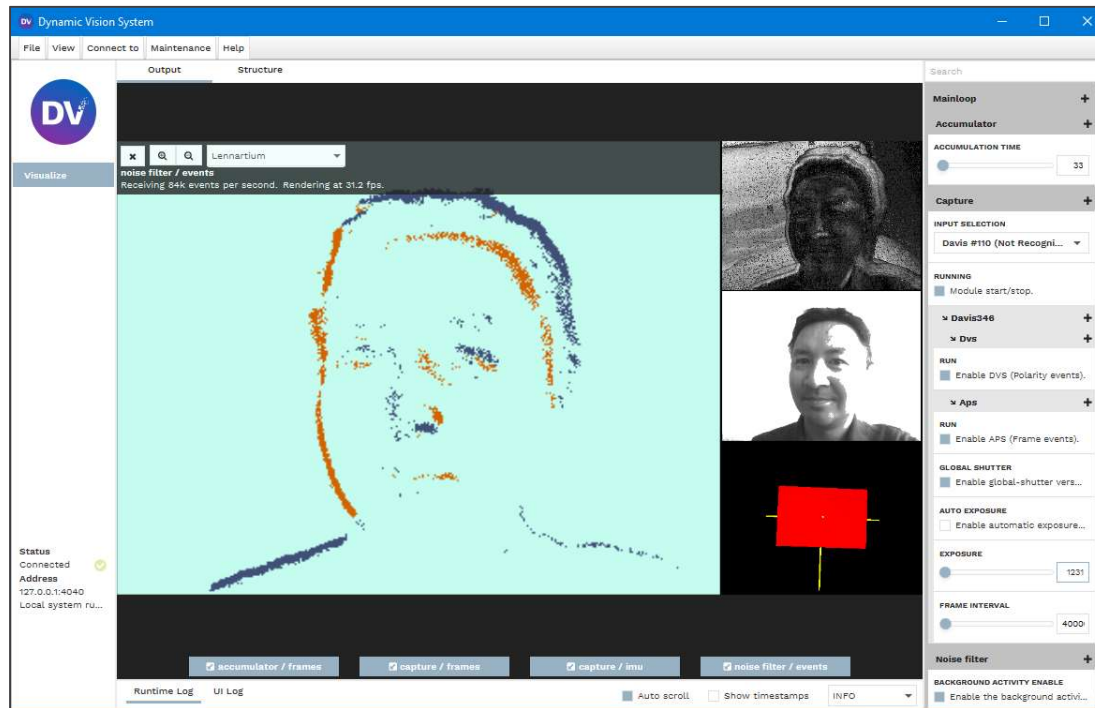 DV Dynamic Vision System
File View Connect to Maintenance Help
DV
Visualize
Status
Connected
Address
127.0.0.1:4040
Local system ru...
Output Structure
Lennartium
noise filter / events
Receiving 84k events per second. Rendering at 31.2 fps.
accumulator / frames capture / frames capture / imu noise filter / events
Runtime Log UI Log Auto scroll Show timestamps INFO
Search
Mainloop +
Accumulator +
ACCUMULATION TIME
33
Capture +
INPUT SELECTION
Davis #110 (Not Recogni...
RUNNING
Module start/stop.
Davis346 +
Dvs +
RUN
Enable DVS (Polarity events).
Aps +
RUN
Enable APS (Frame events).
GLOBAL SHUTTER
Enable global-shutter vers...
AUTO EXPOSURE
Enable automatic exposure...
EXPOSURE
1231
FRAME INTERVAL
4000
Noise filter +
BACKGROUND ACTIVITY ENABLE
Enable the background activi...